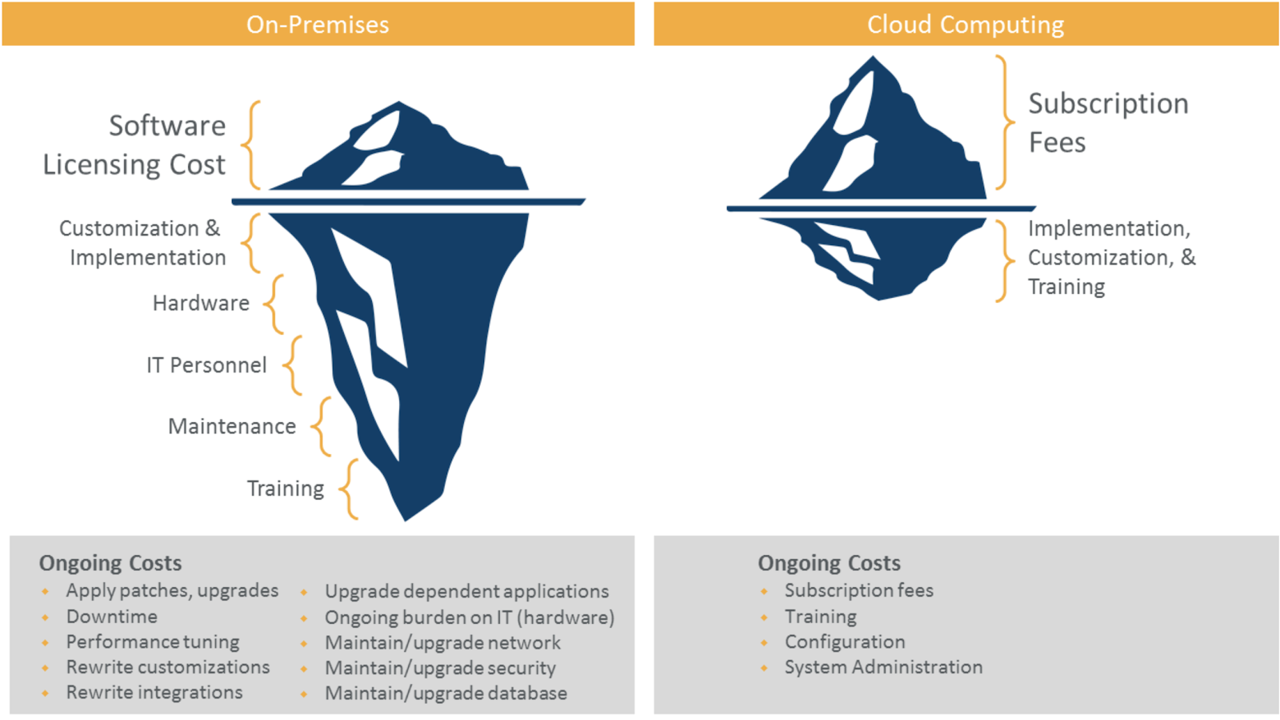 On-Premises
Software
Licensing Cost
Customization &
Implementation
Hardware
IT Personnel
Maintenance
Training
Ongoing Costs
Apply patches, upgrades
Downtime
Performance tuning
Rewrite customizations
Rewrite integrations
Upgrade dependent applications
Ongoing burden on IT (hardware)
Maintain/upgrade network
Maintain/upgrade security
Maintain/upgrade database
Cloud Computing
Subscription
Fees
Implementation,
Customization, &
Training
Ongoing Costs
Subscription fees
Training
Configuration
System Administration